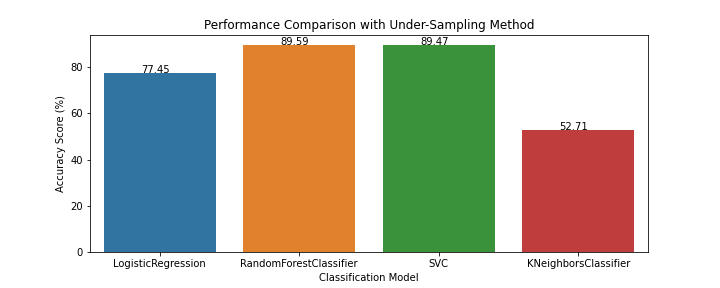 Performance Comparison with Under-Sampling Method
77.45
89.59
89.47
52.71
Accuracy Score (%)
80
60
40
20
0
LogisticRegression
RandomForestClassifier
SVC
KNeighborsClassifier
Classification Model